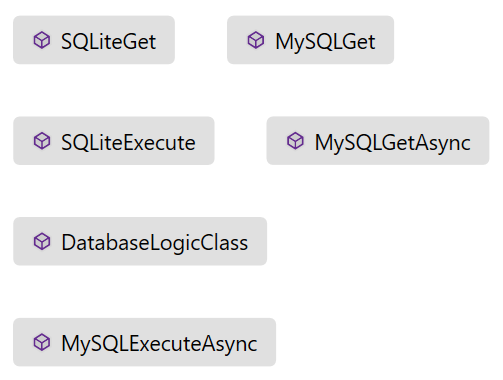 SQLiteGet
MySQLGet
SQLiteExecute
MySQLGetAsync
DatabaseLogicClass
MySQLExecuteAsync